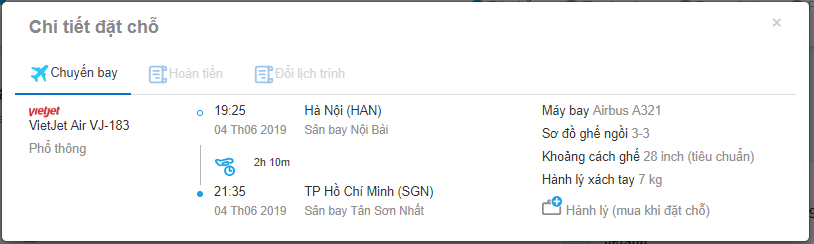 Chi tiết đặt chỗ
×
Chuyến bay
Hoàn tiền
Đổi lịch trình
vietjet
VietJet Air VJ-183
Phổ thông
19:25
Hà Nội (HAN)
04 Th06 2019
Sân bay Nội Bài
2h 10m
21:35
TP Hồ Chí Minh (SGN)
04 Th06 2019
Sân bay Tân Sơn Nhất
Máy bay Airbus A321
Sơ đồ ghế ngồi 3-3
Khoảng cách ghế 28 inch (tiêu chuẩn)
Hành lý xách tay 7 kg
Hành lý (mua khi đặt chỗ)